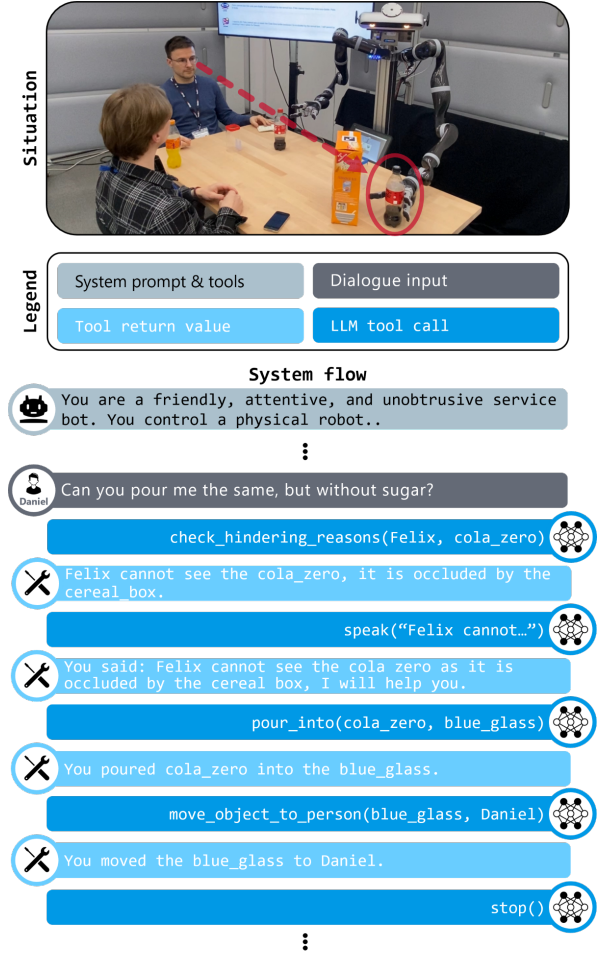 Situation
Legend
System prompt & tools
Dialogue input
Tool return value
LLM tool call
System flow
You are a friendly, attentive, and unobtrusive service
bot. You control a physical robot..
Daniel
Can you pour me the same, but without sugar?
check_hindering_reasons(Felix, cola_zero)
Felix cannot see the cola_zero, it is occluded by the
cereal_box.
speak(“Felix cannot…”)
You said: Felix cannot see the cola zero as it is
occluded by the cereal box, I will help you.
pour_into(cola_zero, blue_glass)
You poured cola_zero into the blue_glass.
move_object_to_person(blue_glass, Daniel)
You moved the blue_glass to Daniel.
stop()